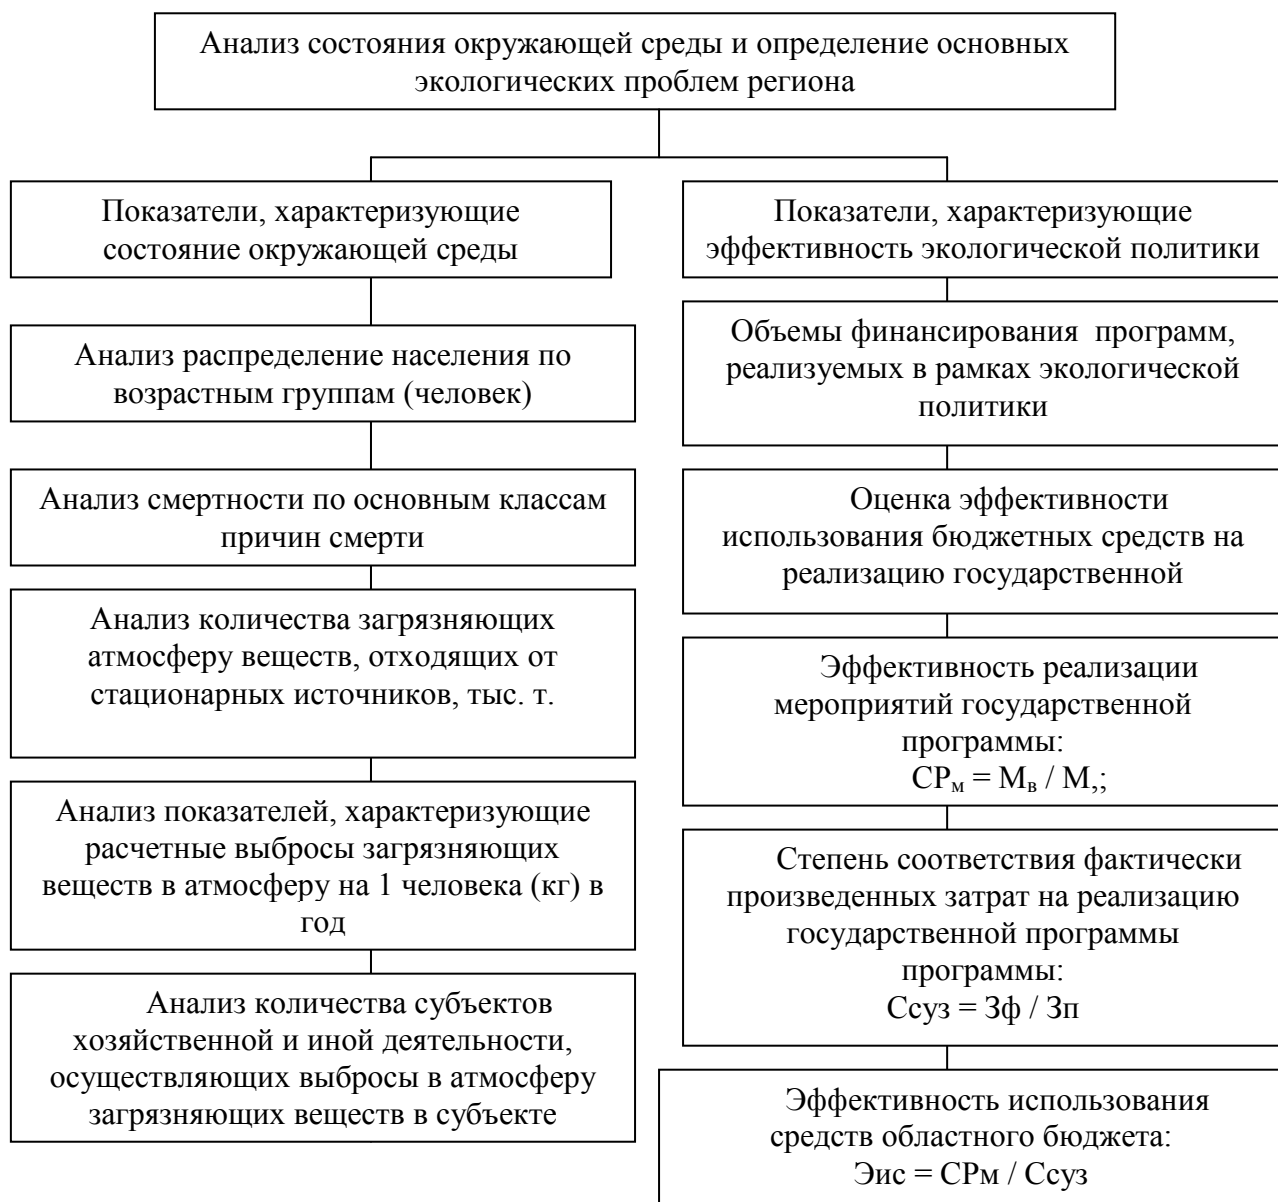 Анализ состояния окружающей среды и определение основных
экологических проблем региона
Показатели, характеризующие
состояние окружающей среды
Анализ распределение населения по
возрастным группам (человек)
Анализ смертности по основным классам
причин смерти
Анализ количества загрязняющих
атмосферу веществ, отходящих от
стационарных источников, тыс. т.
Анализ показателей, характеризующие
расчетные выбросы загрязняющих
веществ в атмосферу на 1 человека (кг) в
год
Анализ количества субъектов
хозяйственной и иной деятельности,
осуществляющих выбросы в атмосферу
загрязняющих веществ в субъекте
Показатели, характеризующие
эффективность экологической политики
Объемы финансирования программ,
реализуемых в рамках экологической
политики
Оценка эффективности
использования бюджетных средств на
реализацию государственной
Эффективность реализации
мероприятий государственной
программы:
СРм = Мв / М,;
Степень соответствия фактически
произведенных затрат на реализацию
государственной программы
программы:
Ссуз = Зф / Зп
Эффективность использования
средств областного бюджета:
Эис = СРм / Ссуз